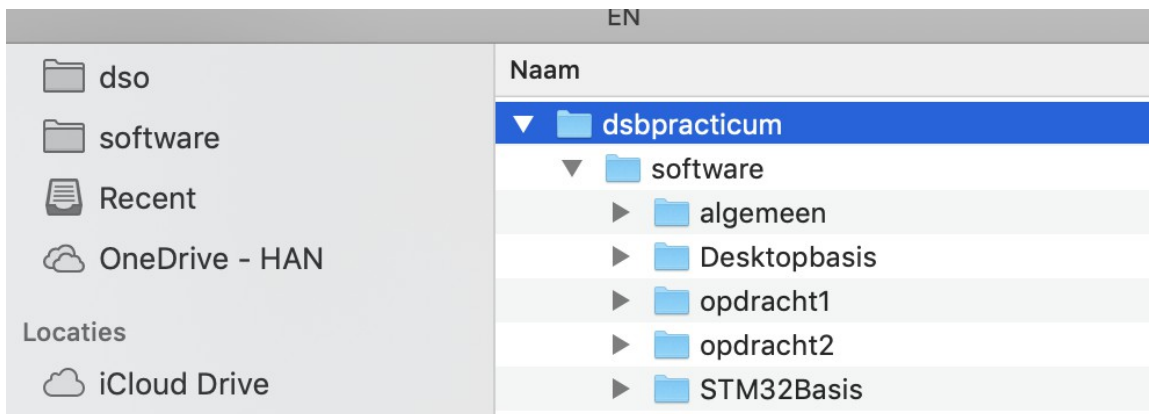 EN
dso
software
Recent
OneDrive - HAN
Locaties
iCloud Drive
Naam
dsbpracticum
software
algemeen
Desktopbasis
opdracht1
opdracht2
STM32Basis